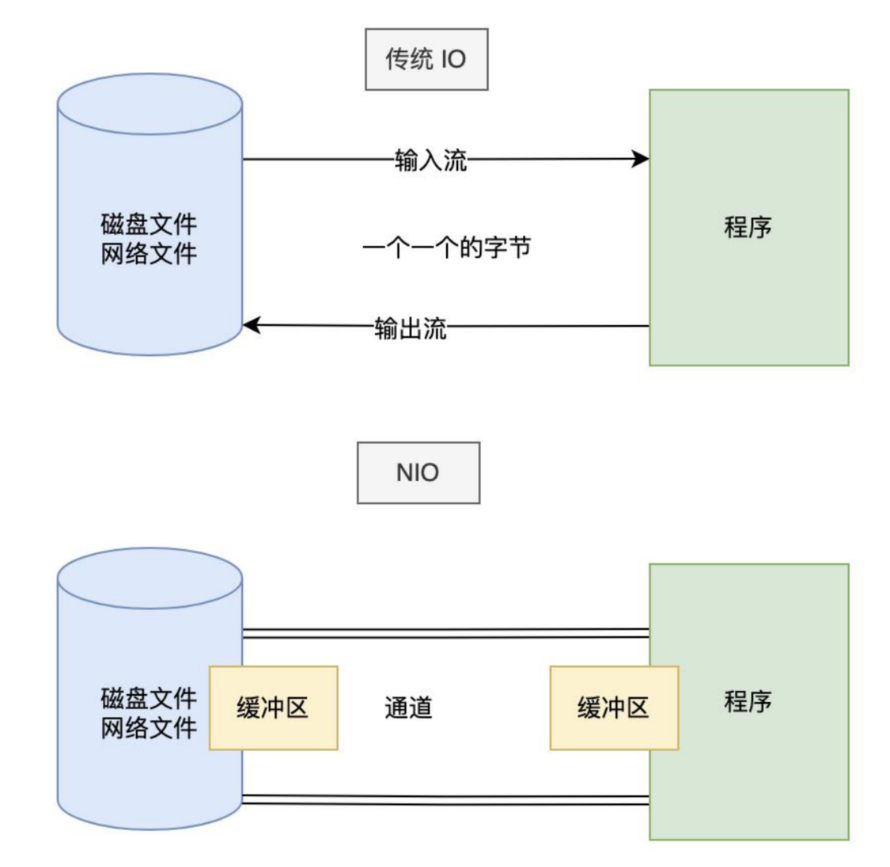 传统 IO
输入流
磁盘文件
网络文件
一个一个的字节
程序
输出流
NIO
磁盘文件
网络文件
缓冲区
通道
缓冲区
程序